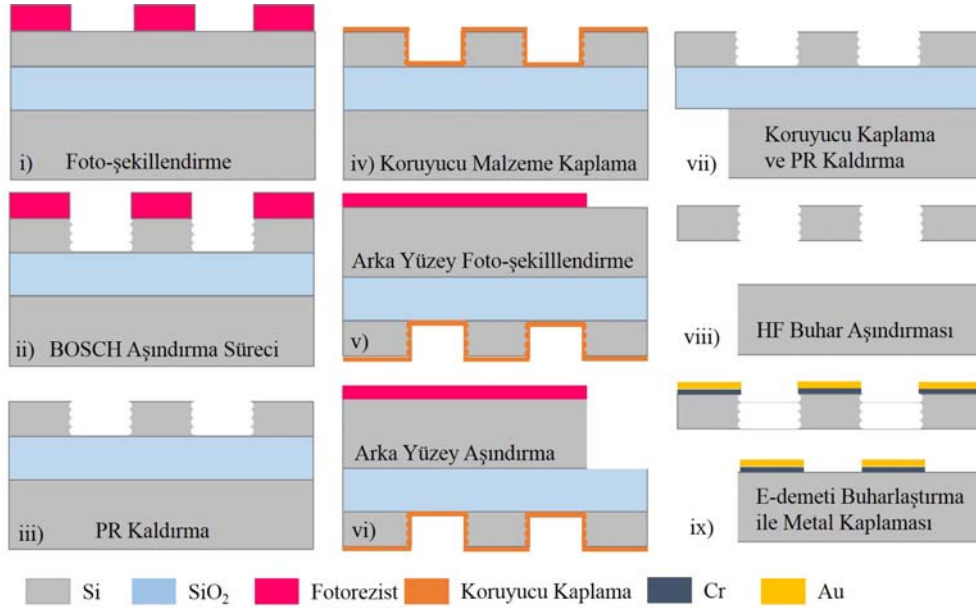 i) Foto-şekillendirme
ii) BOSCH Aşındırma Süreci
iii) PR Kaldırma
iv) Koruyucu Malzeme Kaplama
Arka Yüzey Foto-şekilllendirme
v)
Arka Yüzey Aşındırma
vi)
Koruyucu Kaplama
vii) ve PR Kaldırma
viii) HF Buhar Aşındırması
E-demeti Buharlaştırma
ix) ile Metal Kaplaması
Si SiO2 Fotorezist Koruyucu Kaplama Cr Au